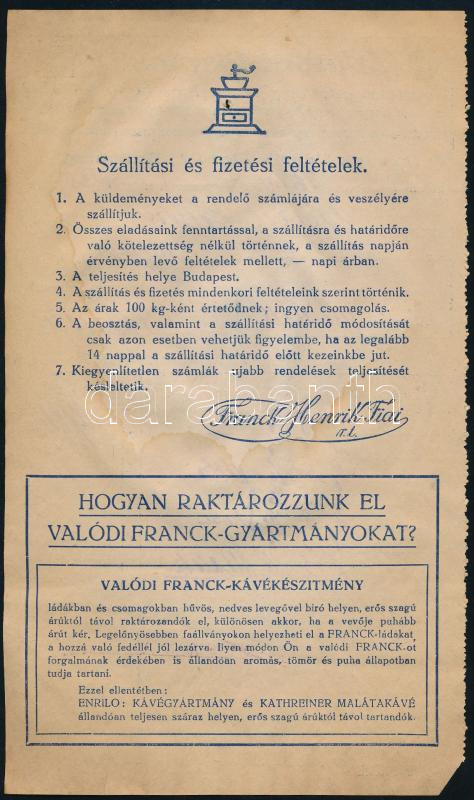 Szállítási és fizetési feltételek.
1. A küldeményeket a rendelő számlájára és veszélyére
szállítjuk.
2. Összes eladásaink fenntartással, a szállításra és határidőre
való kötelezettség nélkül történnek, a szállítás napján
érvényben levő feltételek mellett, — napi árban.
3. A teljesítés helye Budapest.
4. A szállítás és fizetés mindenkori feltételeink szerint történik.
5. Az árak 100 kg-ként értetődnek; ingyen csomagolás.
6. A beosztás, valamint a szállítási határidő módosítását
csak azon esetben vehetjük figyelembe, ha az legalább
14 nappal a szállítási határidő előtt kezeinkbe jut.
7. Kiegyenlítetlen számlák ujabb rendelések teljesítését
késleltetik.
darabanth
Franck Henrik Fiai
r.t.
HOGYAN RAKTÁROZZUNK EL
VALÓDI FRANCK-GYÁRTMÁNYOKAT?
VALÓDI FRANCK-KÁVÉKÉSZITMÉNY
ládákban és csomagokban hűvös, nedves levegővel biró helyen, erős szagú
áruktól távol raktározandók el, különösen akkor, ha a vevője puhább
árút kér. Legelőnyösebben faállványokon helyezheti el a FRANCK-ládákat,
a hozzá való fedéllel jól lezárva. Ilyen módon Ön a valódi FRANCK-ot
forgalmának érdekében is állandóan aromás, tömör és puha állapotban
tudja tartani.
Ezzel ellentétben:
ENRILO: KÁVÉGYÁRTMÁNY és KATHREINER MALÁTAKÁVÉ
állandóan teljesen száraz helyen, erős szagú árúktól távol tartandók.